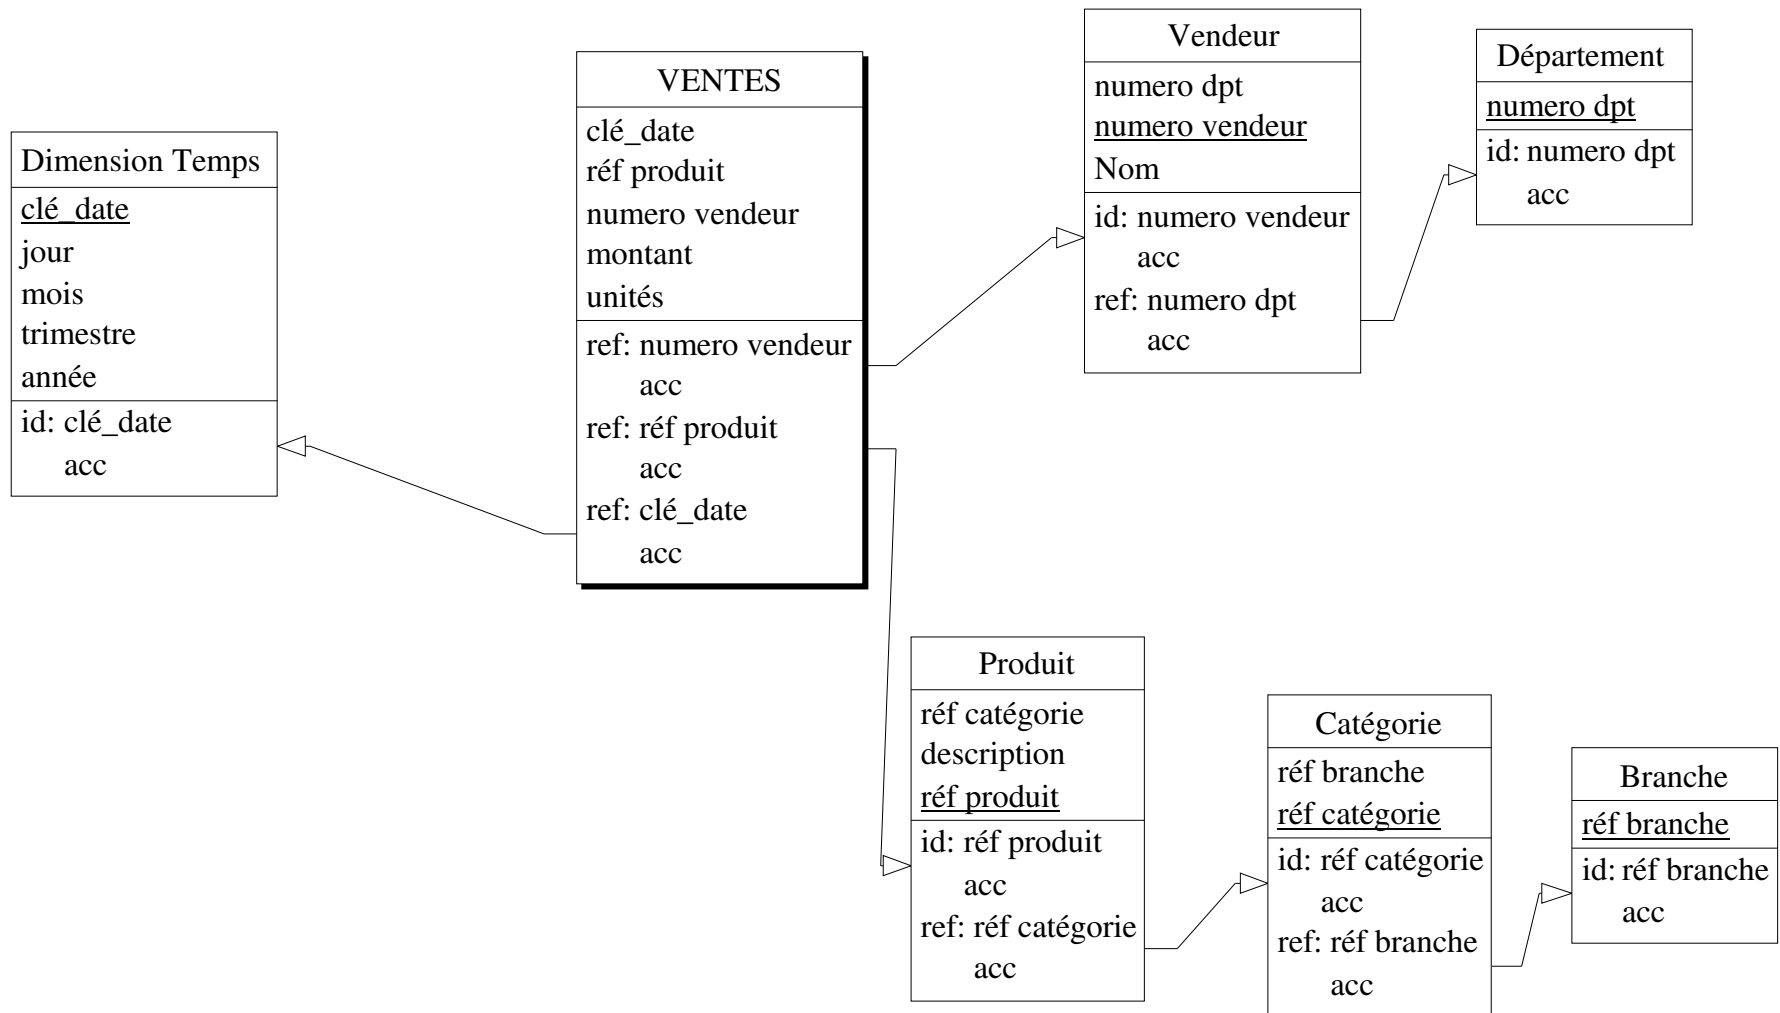 Dimension Temps
clé_date
jour
mois
trimestre
année
id: clé_date
acc
VENTES
clé_date
réf produit
numero vendeur
montant
unités
ref: numero vendeur
acc
ref: réf produit
acc
ref: clé_date
acc
Vendeur
numero dpt
numero vendeur
Nom
id: numero vendeur
acc
ref: numero dpt
acc
Département
numero dpt
id: numero dpt
acc
Produit
réf catégorie
description
réf produit
id: réf produit
acc
ref: réf catégorie
acc
Catégorie
réf branche
réf catégorie
id: réf catégorie
acc
ref: réf branche
acc
Branche
réf branche
id: réf branche
acc